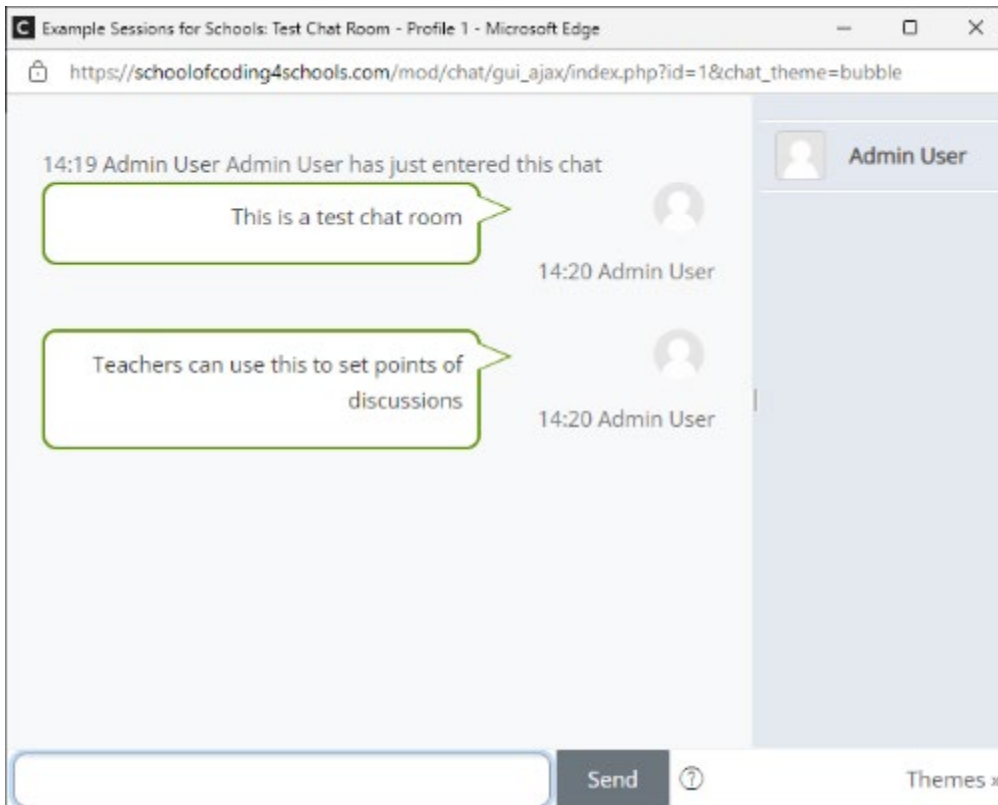 C Example Sessions for Schools: Test Chat Room - Profile 1 - Microsoft Edge
https://schoolofcoding4schools.com/mod/chat/gui_ajax/index.php?id=1&chat_theme=bubble
14:19 Admin User Admin User has just entered this chat
This is a test chat room
14:20 Admin User
Teachers can use this to set points of
discussions
14:20 Admin User
Admin User
Send ?
Themes »